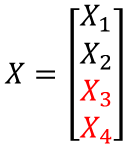 X = [X₁
X₂
X₃
X₄]